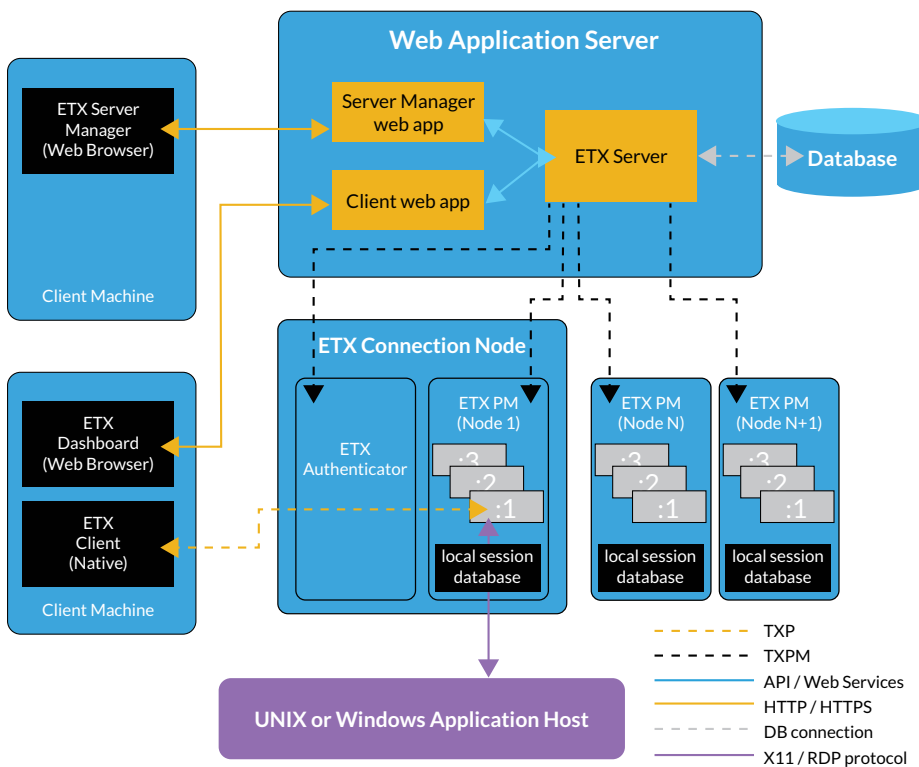 Web Application Server
ETX Server
Manager
(Web Browser)
Client Machine
Server Manager
web app
Client web app
ETX Server
Database
ETX Connection Node
ETX
Dashboard
(Web Browser)
ETX
Client
(Native)
Client Machine
ETX
Authenticator
ETX PM
(Node 1)
:3
:2
:1
local session
database
ETX PM
(Node N)
:3
:2
:1
local session
database
ETX PM
(Node N+1)
:3
:2
:1
local session
database
UNIX or Windows Application Host
TXP
TXPM
API / Web Services
HTTP / HTTPS
DB connection
X11 / RDP protocol